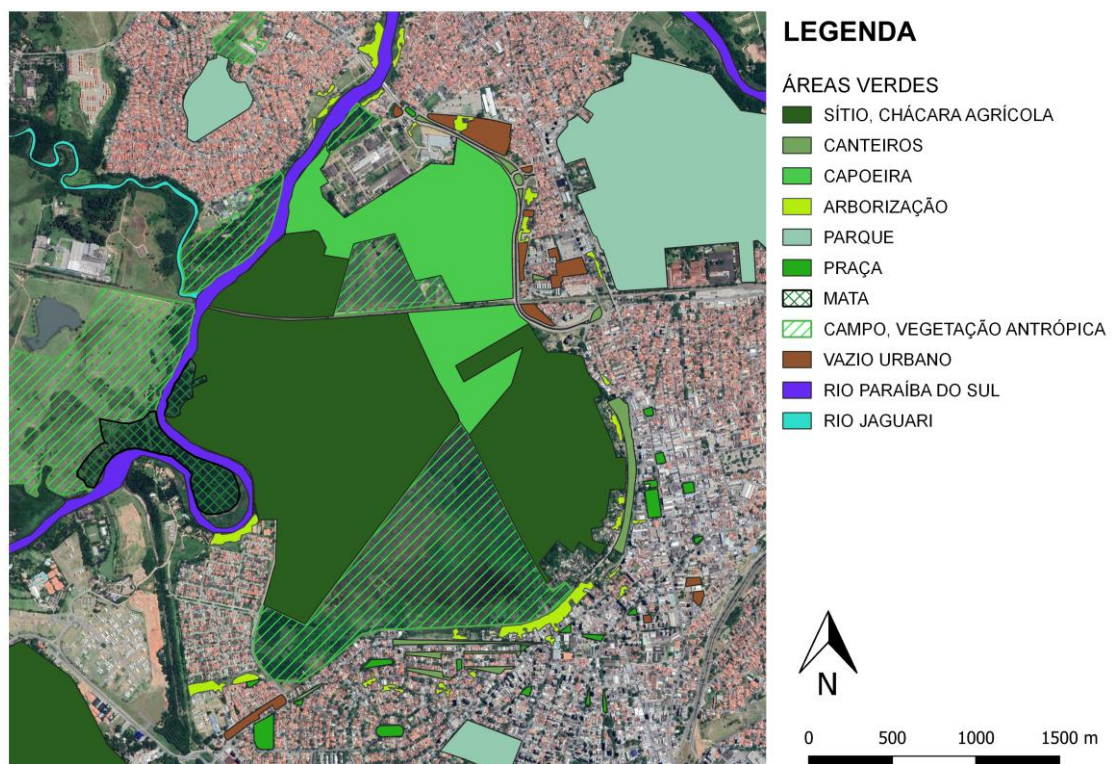 LEGENDA
ÁREAS VERDES
SÍTIO, CHÁCARA AGRÍCOLA
CANTEIROS
CAPOEIRA
ARBORIZAÇÃO
PARQUE
PRAÇA
MATA
CAMPO, VEGETAÇÃO ANTRÓPICA
VAZIO URBANO
RIO PARAÍBA DO SUL
RIO JAGUARI
N
0 500 1000 1500 m